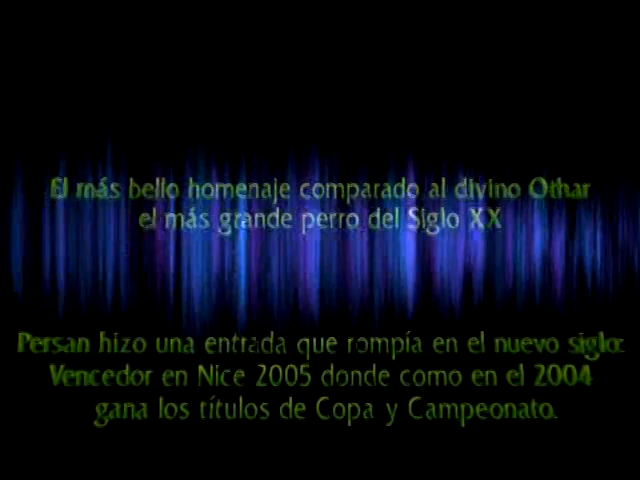 El más bello homenaje comparado al divino Othar
el más grande perro del Siglo XX
Persan hizo una entrada que rompía en el nuevo siglo:
Vencedor en Nice 2005 donde como en el 2004
gana los títulos de Copa y Campeonato.